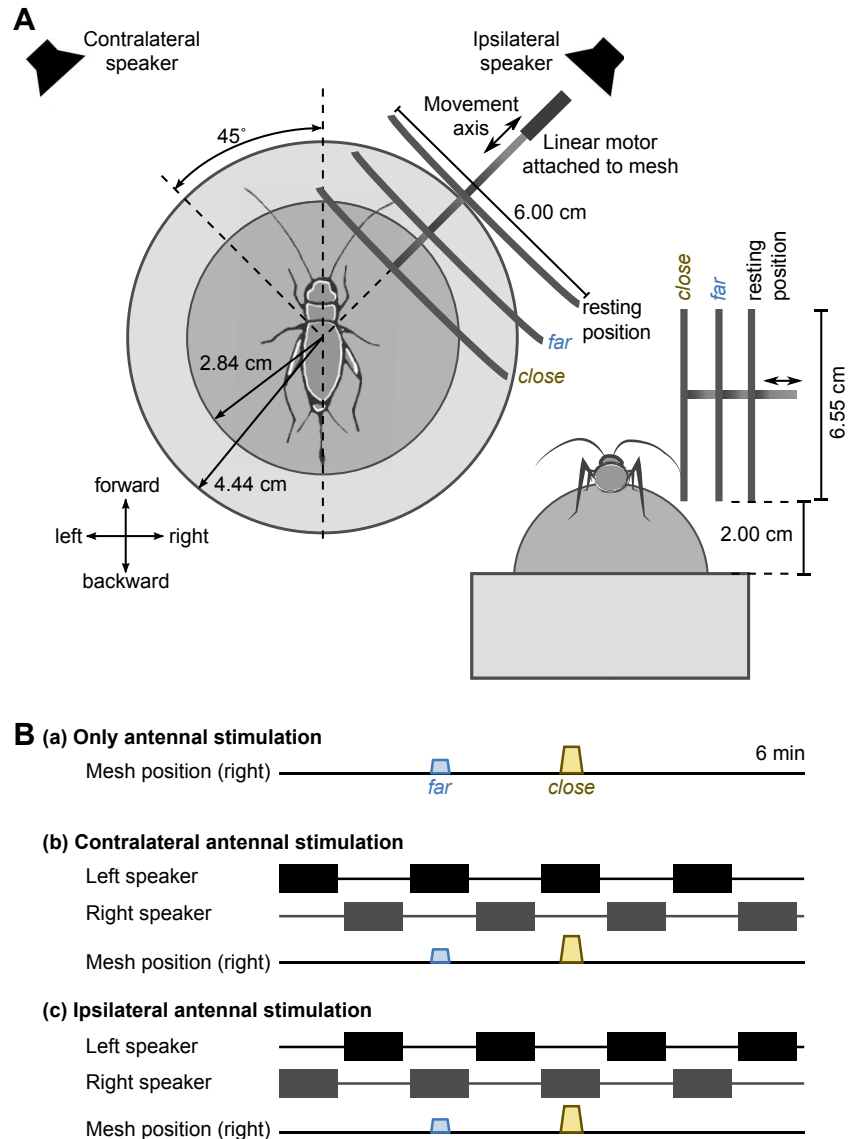 A
Contralateral
speaker
Ipsilateral
speaker
Movement
axis
Linear motor
attached to mesh
45°
6.00 cm
resting
position
far
close
2.84 cm
4.44 cm
forward
left
right
backward
close
far
resting
position
6.55 cm
2.00 cm
B
(a) Only antennal stimulation
Mesh position (right)
6 min
far
close
(b) Contralateral antennal stimulation
Left speaker
Right speaker
Mesh position (right)
(c) Ipsilateral antennal stimulation
Left speaker
Right speaker
Mesh position (right)